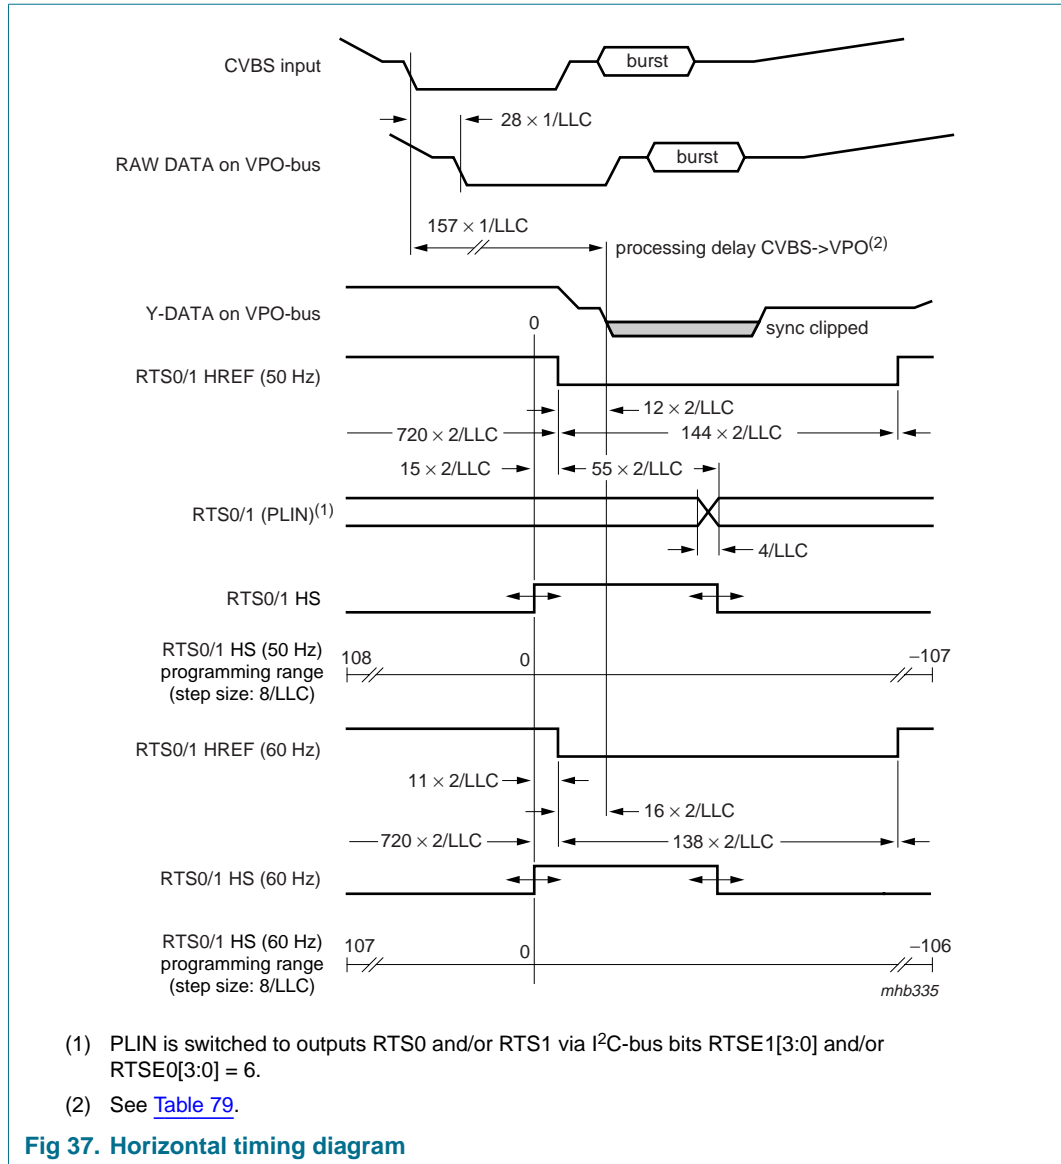 CVBS input
burst
28 × 1/LLC
RAW DATA on VPO-bus
burst
157 × 1/LLC
processing delay CVBS->VPO(2)
Y-DATA on VPO-bus
0
sync clipped
RTS0/1 HREF (50 Hz)
12 × 2/LLC
720 × 2/LLC
144 × 2/LLC
15 × 2/LLC
55 × 2/LLC
RTS0/1 (PLIN)(1)
4/LLC
RTS0/1 HS
RTS0/1 HS (50 Hz)
programming range
(step size: 8/LLC)
108
0
−107
RTS0/1 HREF (60 Hz)
11 × 2/LLC
16 × 2/LLC
720 × 2/LLC
138 × 2/LLC
RTS0/1 HS (60 Hz)
RTS0/1 HS (60 Hz)
programming range
(step size: 8/LLC)
107
0
−106
mhb335
(1) PLIN is switched to outputs RTS0 and/or RTS1 via I2C-bus bits RTSE1[3:0] and/or
RTSE0[3:0] = 6.
(2) See Table 79.
Fig 37. Horizontal timing diagram